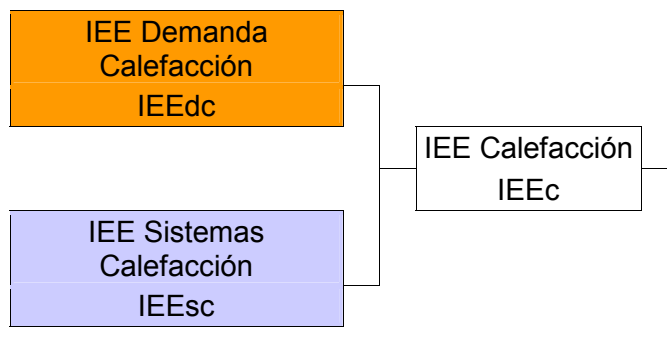 IEE Demanda
Calefacción
IEEdc
IEE Calefacción
IEEc
IEE Sistemas
Calefacción
IEEsc